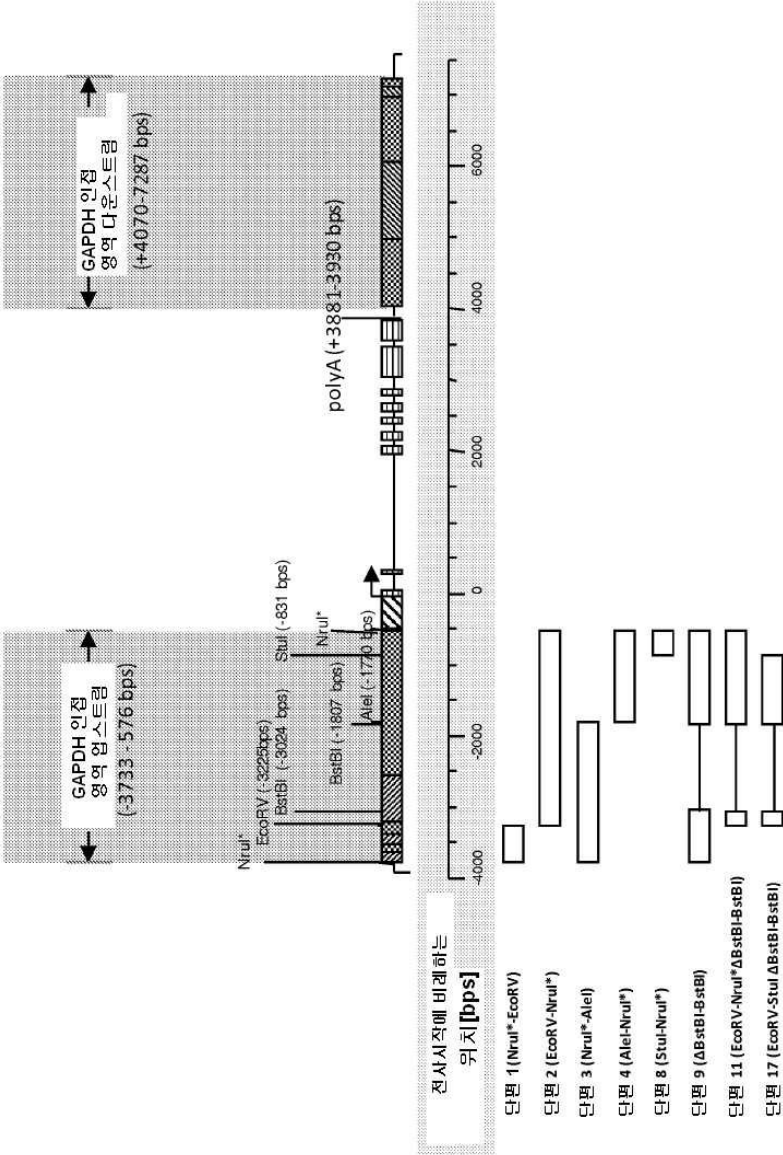 GAPDH 인접
영역 업스트림
(-3733 - 576 bps)
GAPDH 인접
영역 다운스트림
(+4070-7287 bps)
NruI*
EcoRV (-3225bps)
BstBI (-3024 bps)
BstBI (-1807 bps)
AleI (-1770 bps)
StuI (-831 bps)
NruI*
polyA (+3881-3930 bps)
전사시작에 비례하는
위치[bps]
-4000
-2000
0
2000
4000
6000
단편 1 (NruI*-EcoRV)
단편 2 (EcoRV-NruI*)
단편 3 (NruI*-AleI)
단편 4 (AleI-NruI*)
단편 8 (StuI-NruI*)
단편 9 (ΔBstBI-BstBI)
단편 11 (EcoRV-NruI*ΔBstBI-BstBI)
단편 17 (EcoRV-StuI ΔBstBI-BstBI)